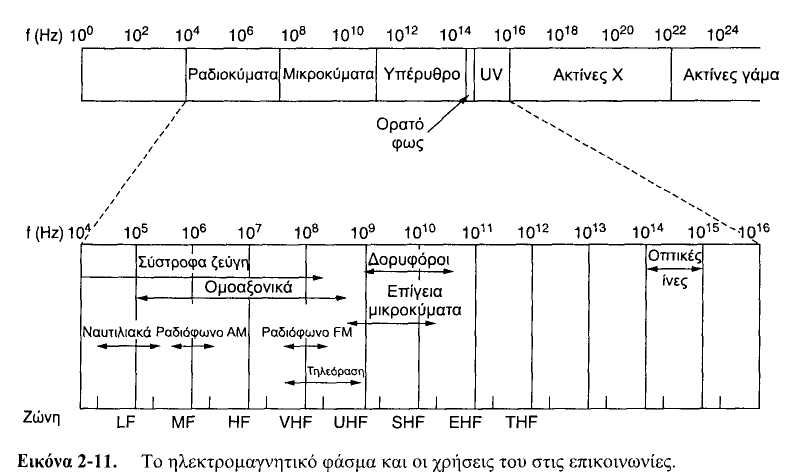 f (Hz) 10⁰ 10² 10⁴ 10⁶ 10⁸ 10¹⁰ 10¹² 10¹⁴ 10¹⁶ 10¹⁸ 10²⁰ 10²² 10²⁴
Ραδιοκύματα Μικροκύματα Υπέρυθρο UV Ακτίνες Χ Ακτίνες γάμα
Ορατό
φως
f (Hz) 10⁴ 10⁵ 10⁶ 10⁷ 10⁸ 10⁹ 10¹⁰ 10¹¹ 10¹² 10¹³ 10¹⁴ 10¹⁵ 10¹⁶
Σύστροφα ζεύγη Δορυφόροι Οπτικές
ίνες
Ομοαξονικά Επίγεια
μικροκύματα
Ναυτιλιακά Ραδιόφωνο ΑΜ Ραδιόφωνο FM
Τηλεόραση
Ζώνη LF MF HF VHF UHF SHF EHF THF
Εικόνα 2-11. Το ηλεκτρομαγνητικό φάσμα και οι χρήσεις του στις επικοινωνίες.